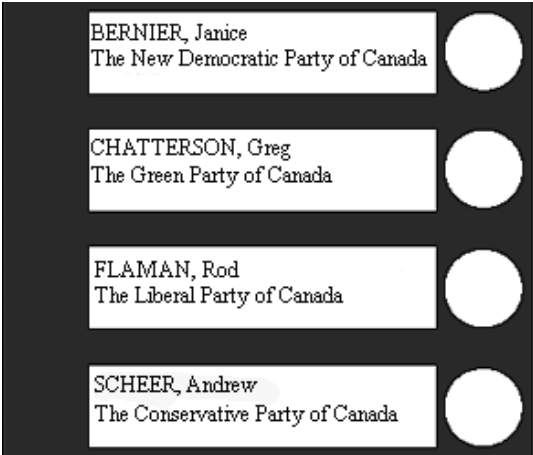 BERNIER, Janice
The New Democratic Party of Canada
CHATTERSON, Greg
The Green Party of Canada
FLAMAN, Rod
The Liberal Party of Canada
SCHEER, Andrew
The Conservative Party of Canada